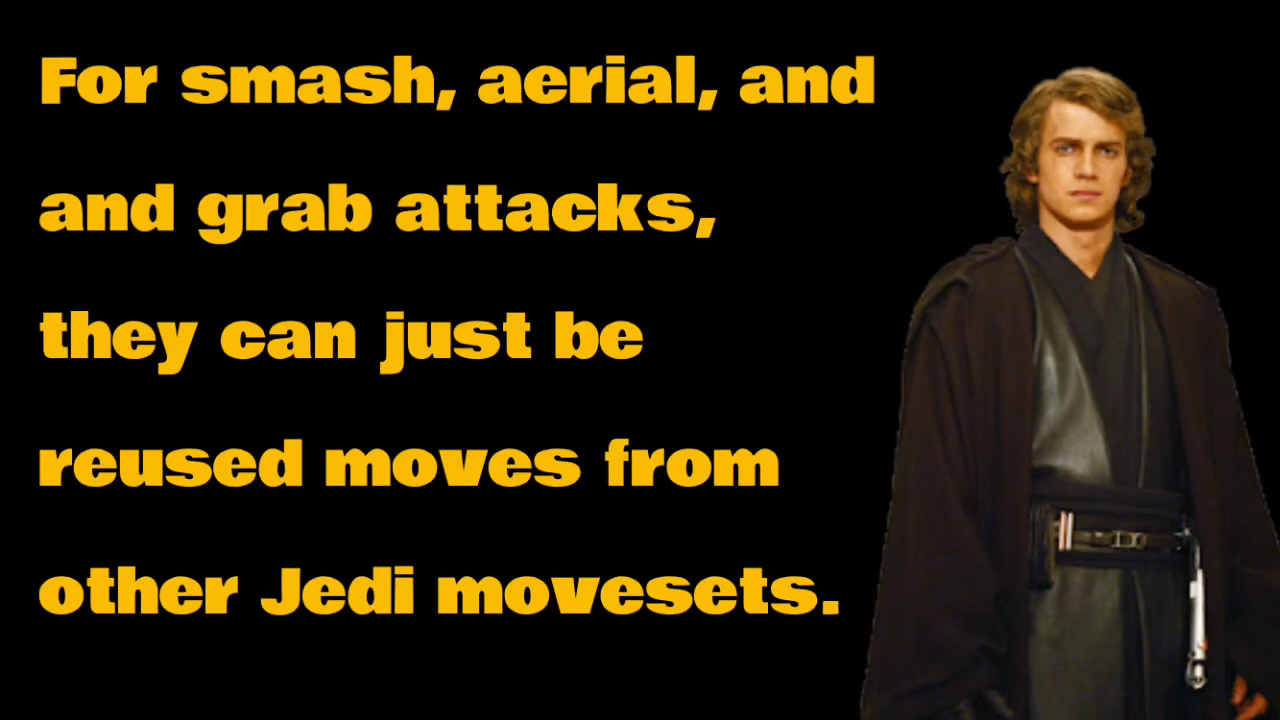 For smash, aerial, and
and grab attacks,
they can just be
reused moves from
other Jedi movesets.